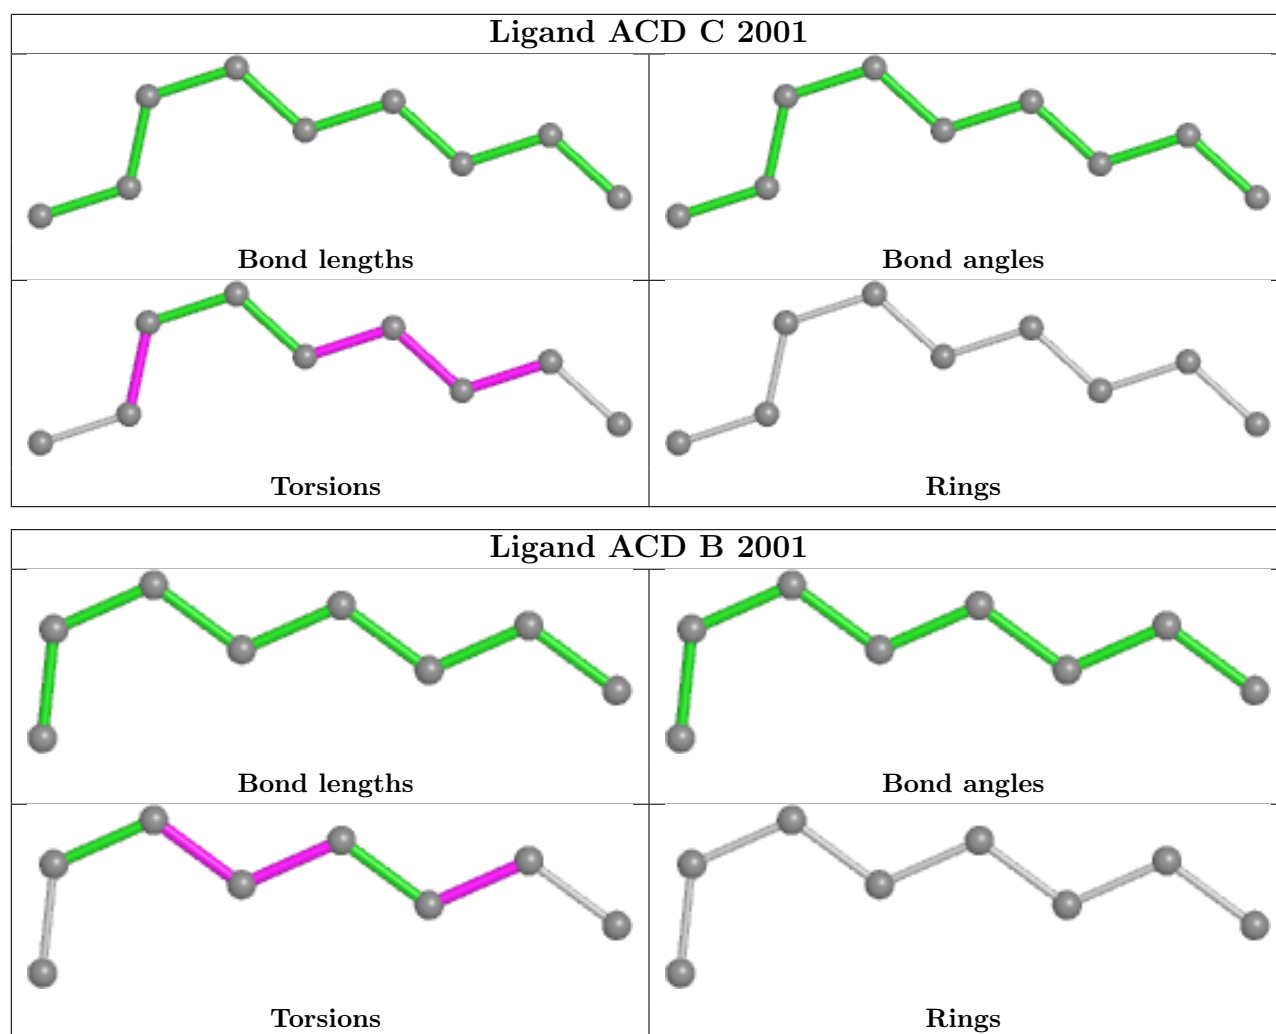 Ligand ACD C 2001
Bond lengths
Bond angles
Torsions
Rings
Ligand ACD B 2001
Bond lengths
Bond angles
Torsions
Rings